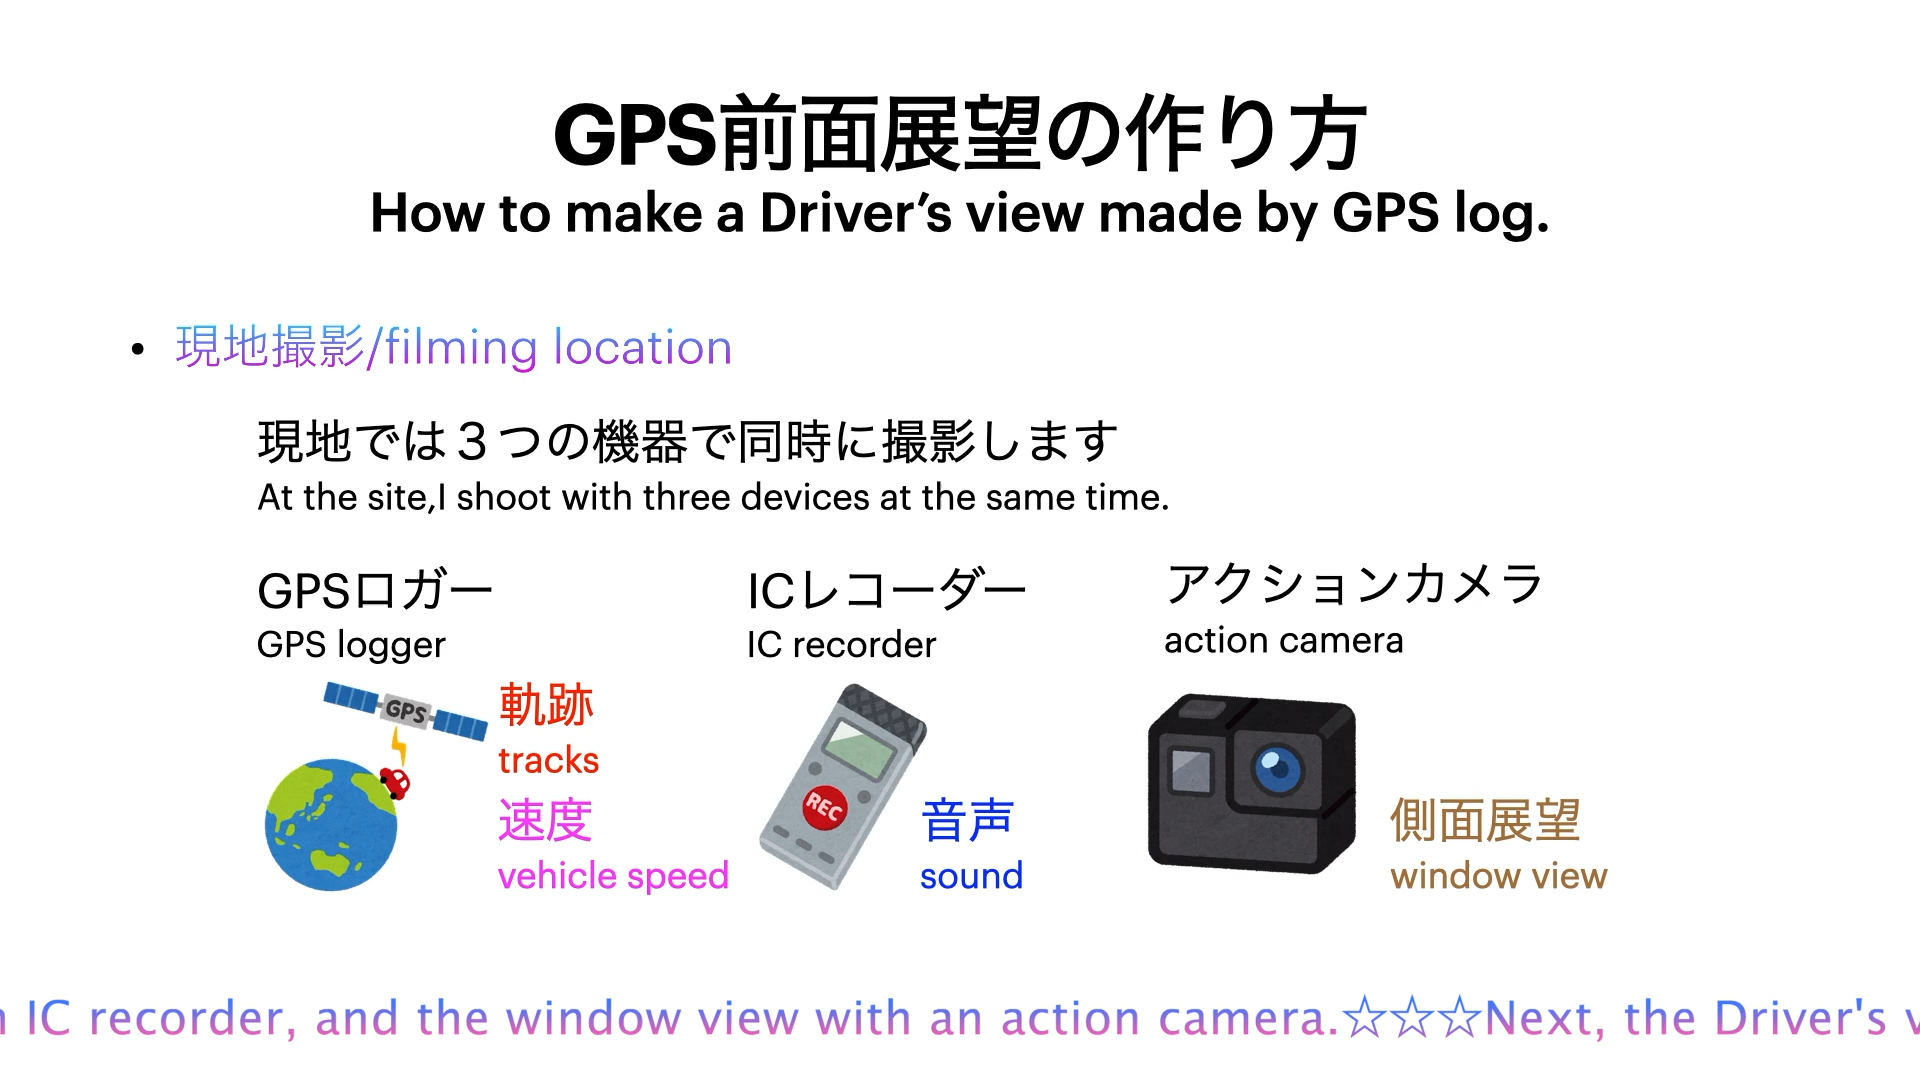 GPS前面展望の作り方
How to make a Driver’s view made by GPS log.
• 現地撮影/filming location
現地では３つの機器で同時に撮影します
At the site,I shoot with three devices at the same time.
GPSロガー
GPS logger
GPS
軌跡
tracks
速度
vehicle speed
ICレコーダー
IC recorder
REC
音声
sound
アクションカメラ
action camera
側面展望
window view
IC recorder, and the window view with an action camera.☆☆☆Next, the Driver's